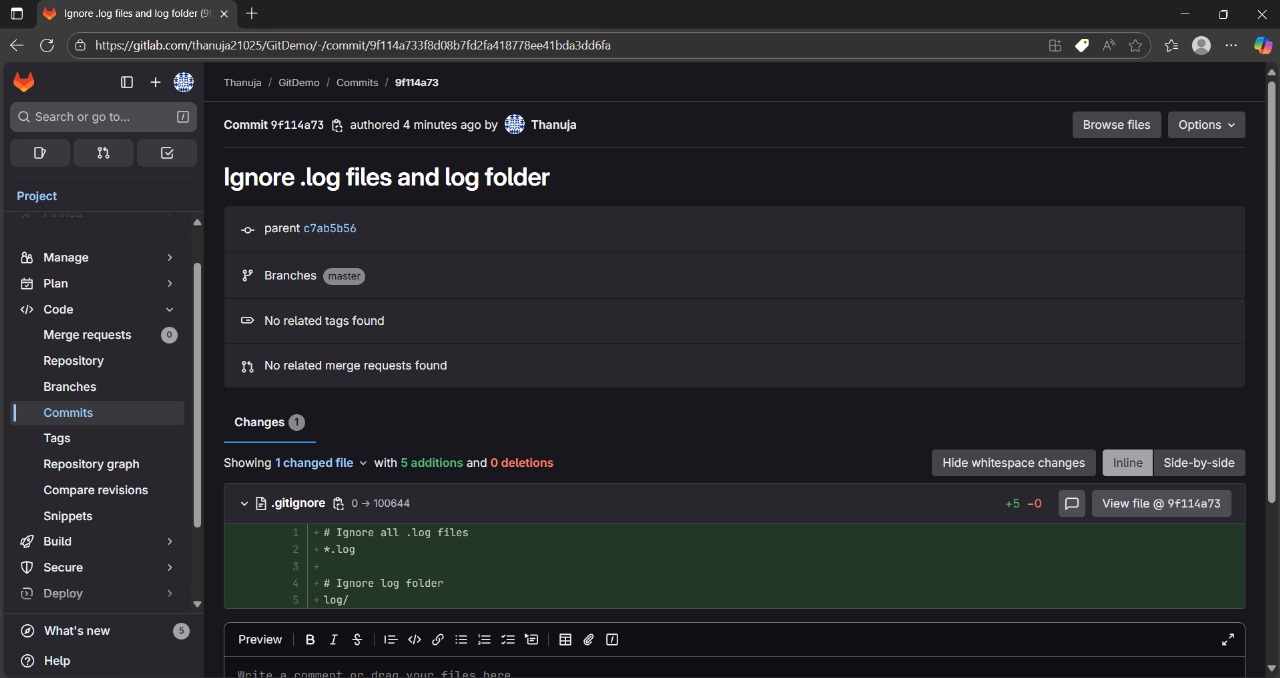 Ignore .log files and log folder (9f
https://gitlab.com/thanuja21025/GitDemo/-/commit/9f114a733f8d08b7fd2fa418778ee41bda3dd6fa
Search or go to...
Project
Pinned
Manage
Plan
Code
Merge requests 0
Repository
Branches
Commits
Tags
Repository graph
Compare revisions
Snippets
Build
Secure
Deploy
What's new 5
Help
Thanuja / GitDemo / Commits / 9f114a73
Commit 9f114a73 authored 4 minutes ago by Thanuja
Browse files
Options
Ignore .log files and log folder
parent c7ab5b56
Branches master
No related tags found
No related merge requests found
Changes 1
Showing 1 changed file with 5 additions and 0 deletions
Hide whitespace changes
Inline
Side-by-side
.gitignore 0 → 100644
+5 −0
View file @ 9f114a73
1 + # Ignore all .log files
2 + *.log
3 +
4 + # Ignore log folder
5 + log/
Preview
Write a comment or drag your files here